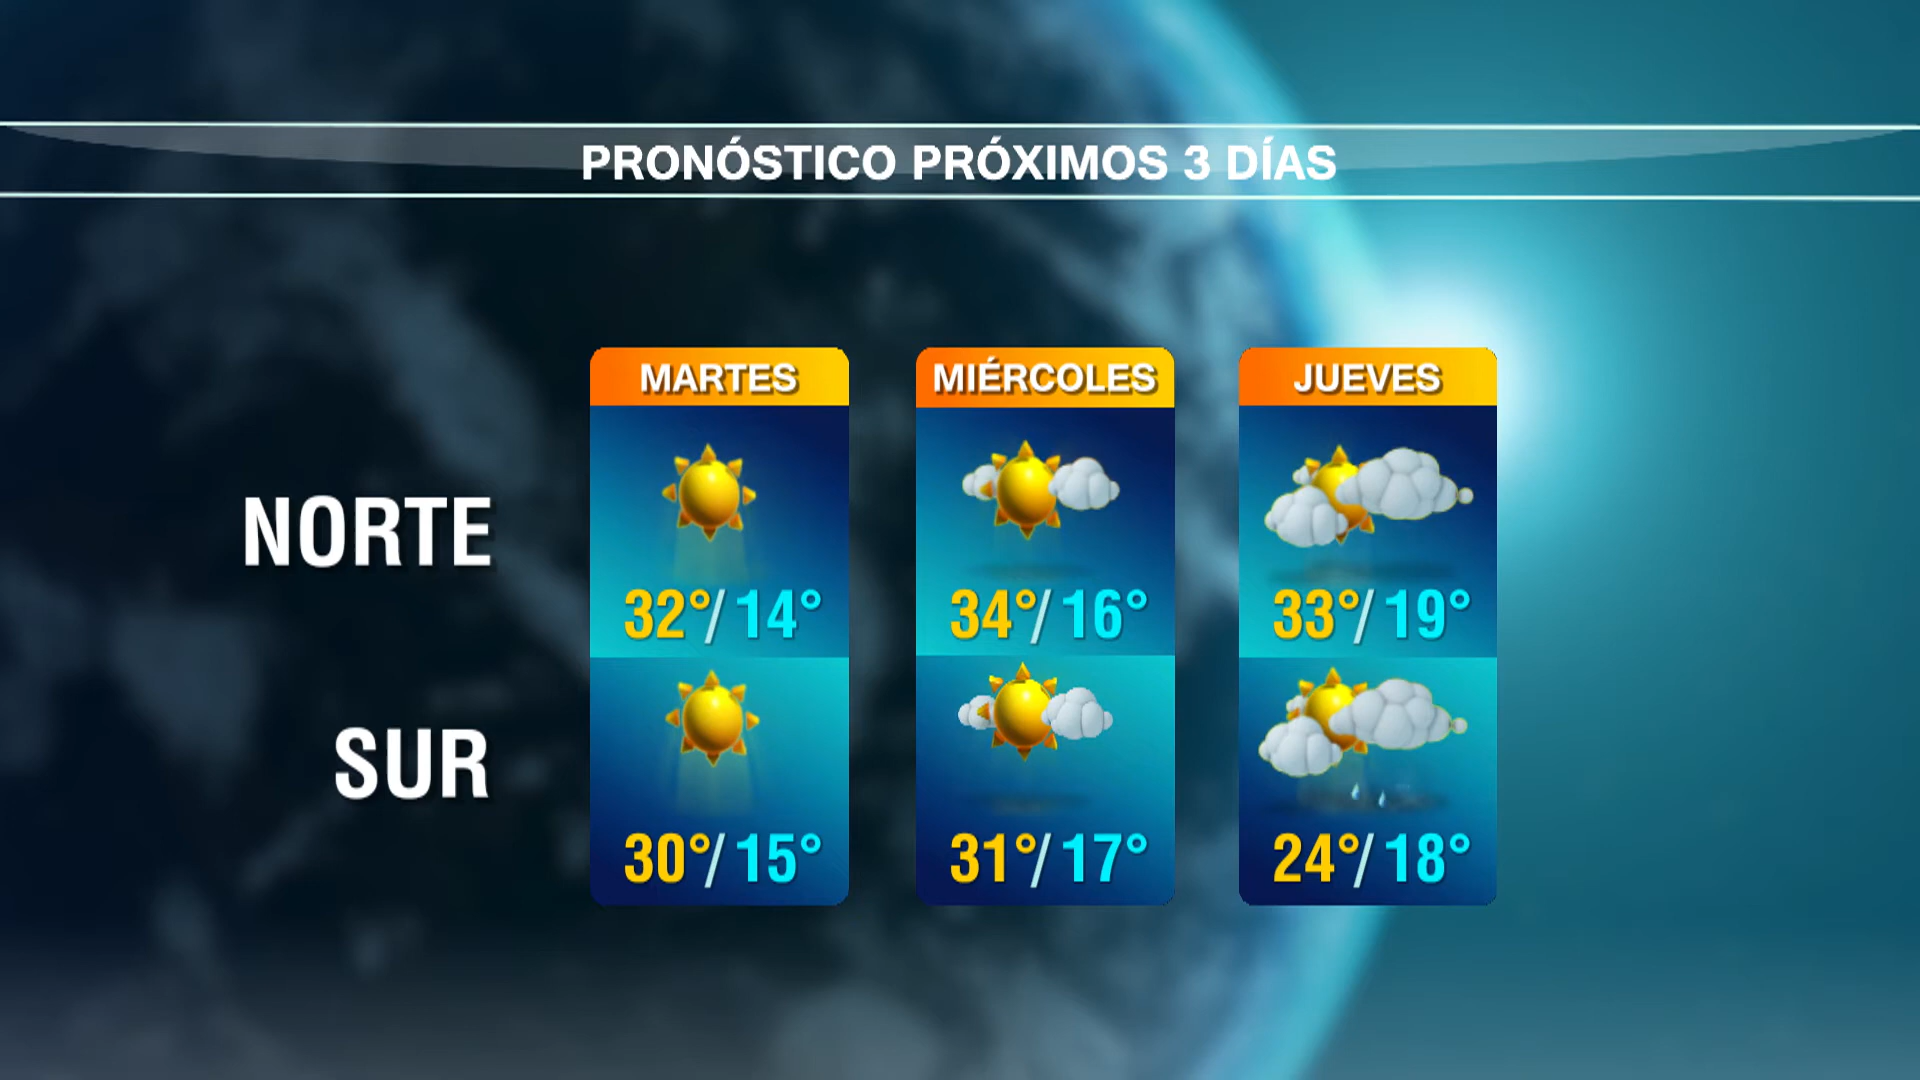 PRONÓSTICO PRÓXIMOS 3 DÍAS
MARTES MIÉRCOLES JUEVES
NORTE
32°/14° 34°/16° 33°/19°
SUR
30°/15° 31°/17° 24°/18°